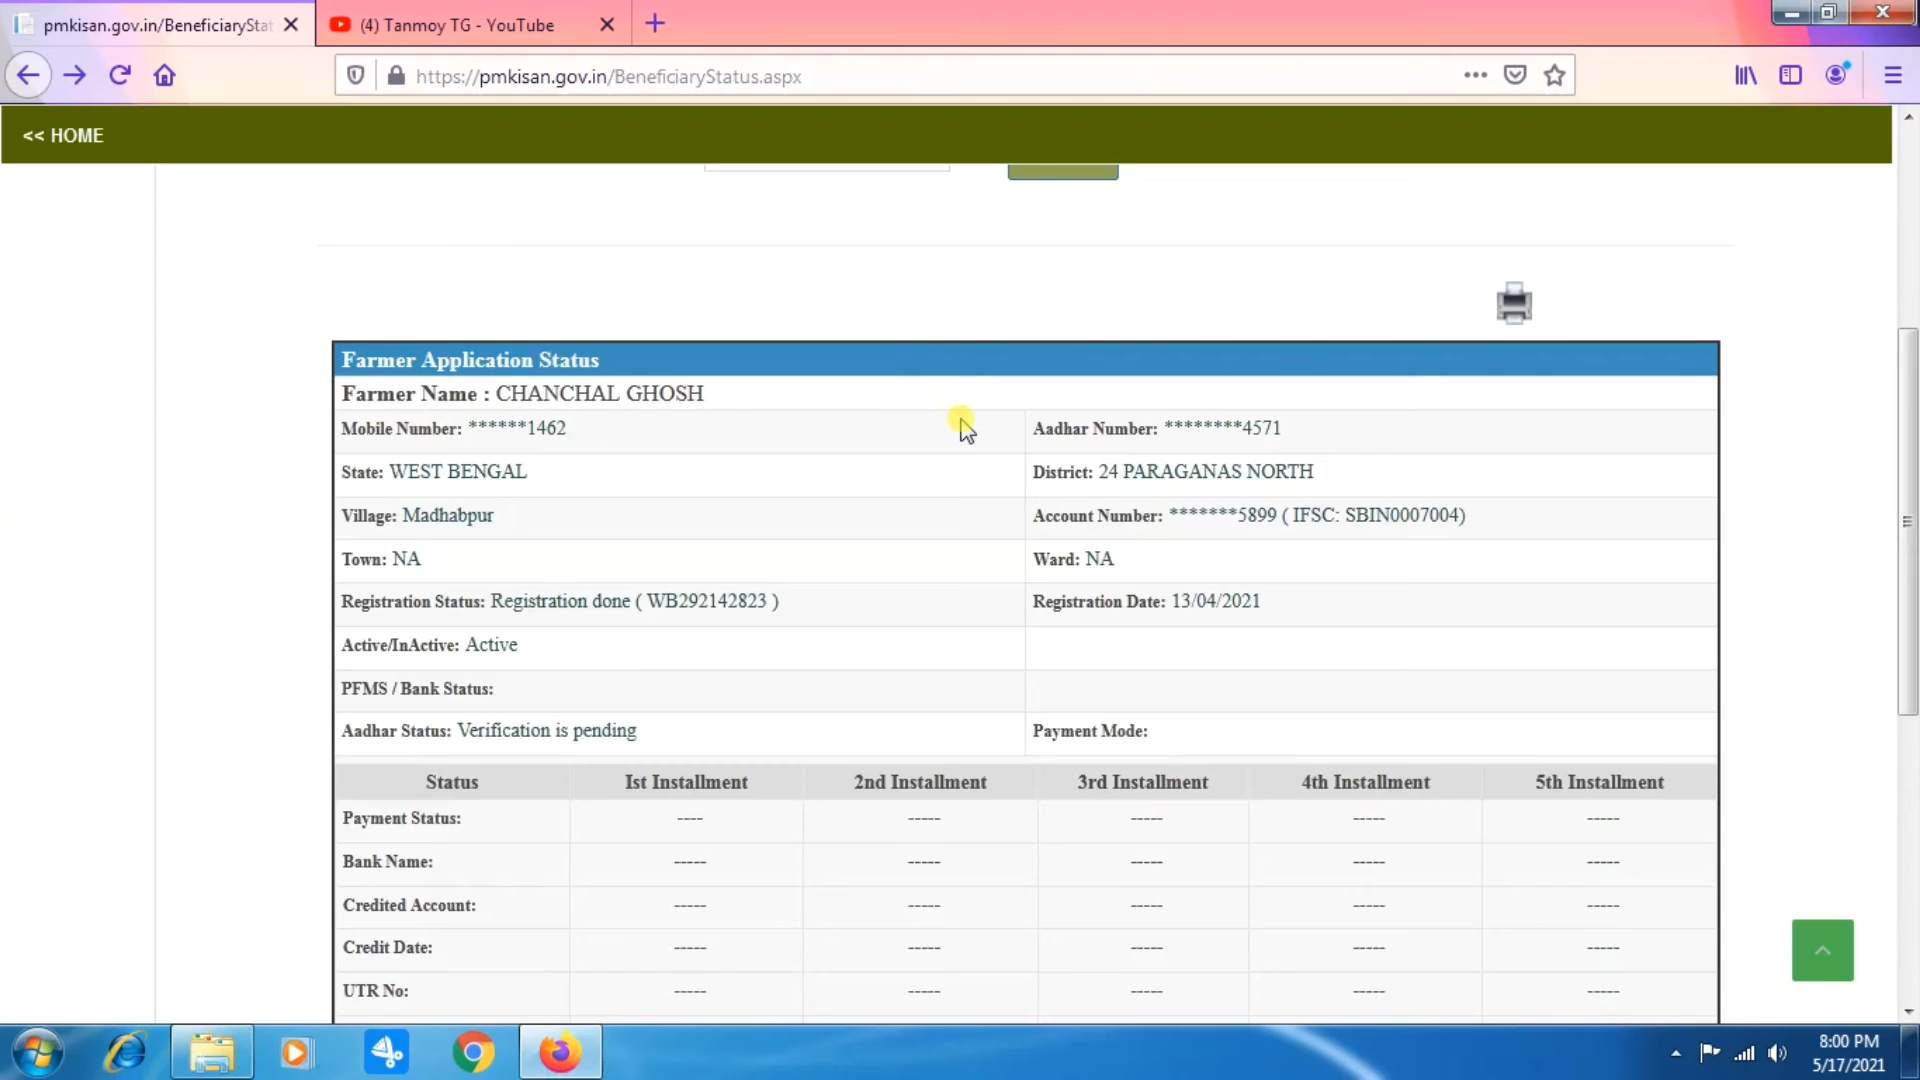 pmkisan.gov.in/BeneficiaryStat
(4) Tanmoy TG - YouTube
https://pmkisan.gov.in/BeneficiaryStatus.aspx
<< HOME
Farmer Application Status
Farmer Name : CHANCHAL GHOSH
Mobile Number: ******1462 Aadhar Number: ********4571
State: WEST BENGAL District: 24 PARAGANAS NORTH
Village: Madhabpur Account Number: *******5899 ( IFSC: SBIN0007004)
Town: NA Ward: NA
Registration Status: Registration done ( WB292142823 ) Registration Date: 13/04/2021
Active/InActive: Active
PFMS / Bank Status:
Aadhar Status: Verification is pending Payment Mode:
Status Ist Installment 2nd Installment 3rd Installment 4th Installment 5th Installment
Payment Status: ---- ----- ----- ----- -----
Bank Name: ----- ----- ----- ----- -----
Credited Account: ----- ----- ----- ----- -----
Credit Date: ----- ----- ----- ----- -----
UTR No: ----- ----- ----- ----- -----
8:00 PM
5/17/2021